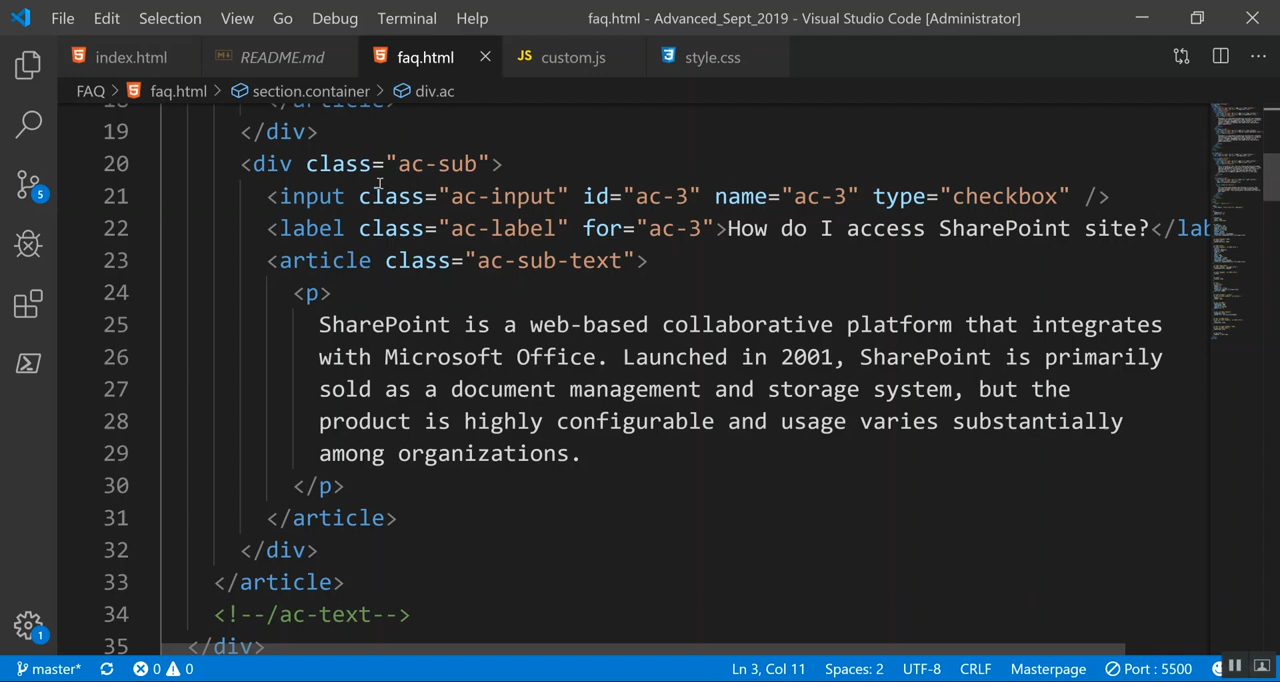 File Edit Selection View Go Debug Terminal Help faq.html - Advanced_Sept_2019 - Visual Studio Code [Administrator]
index.html README.md faq.html JS custom.js style.css
FAQ > faq.html > section.container > div.ac
18 </article>
19 </div>
20 <div class="ac-sub">
21 <input class="ac-input" id="ac-3" name="ac-3" type="checkbox" />
22 <label class="ac-label" for="ac-3">How do I access SharePoint site?</lab
23 <article class="ac-sub-text">
24 <p>
25 SharePoint is a web-based collaborative platform that integrates
26 with Microsoft Office. Launched in 2001, SharePoint is primarily
27 sold as a document management and storage system, but the
28 product is highly configurable and usage varies substantially
29 among organizations.
30 </p>
31 </article>
32 </div>
33 </article>
34 <!--/ac-text-->
35 </div>
5
1
master* 0 0 Ln 3, Col 11 Spaces: 2 UTF-8 CRLF Masterpage Port : 5500